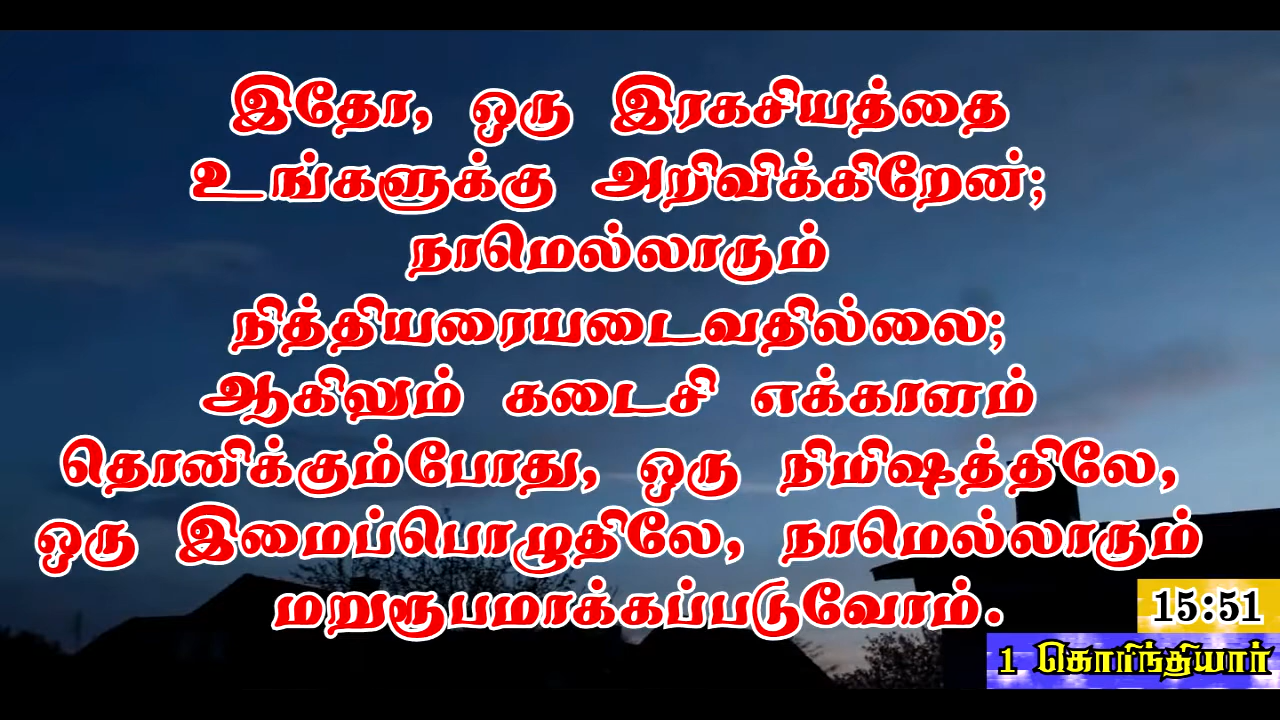 இதோ, ஒரு இரகசியத்தை
உங்களுக்கு அறிவிக்கிறேன்;
நாமெல்லாரும்
நித்தியரையடைவதில்லை;
ஆகிலும் கடைசி எக்காளம்
தொனிக்கும்போது, ஒரு நிமிஷத்திலே,
ஒரு இமைப்பொழுதிலே, நாமெல்லாரும்
மறுரூபமாக்கப்படுவோம்.
15:51
1 கொரிந்தியர்